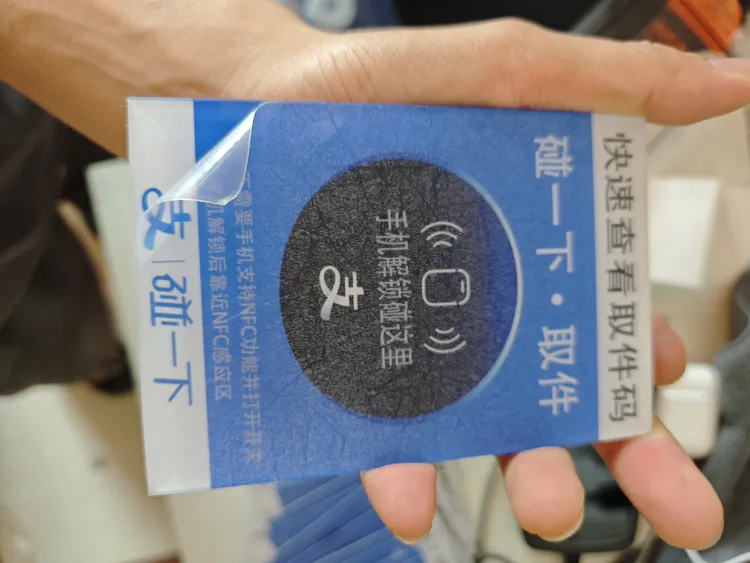 快速查看取件码
碰一下·取件
手机解锁碰这里
支
需要手机支持NFC功能并打开开关
机解锁后靠近NFC感应区
支|碰一下